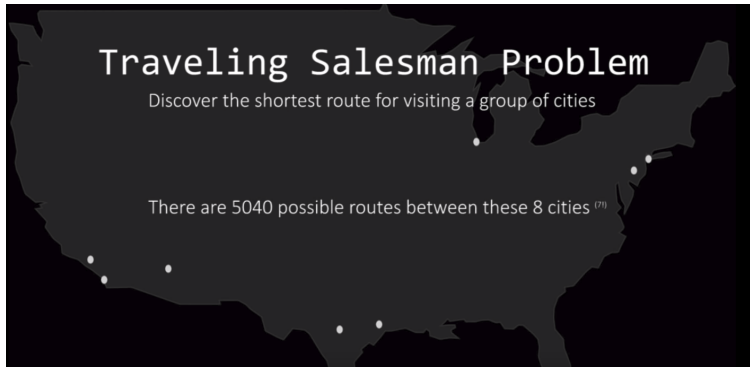 Traveling Salesman Problem
Discover the shortest route for visiting a group of cities
There are 5040 possible routes between these 8 cities (7!)